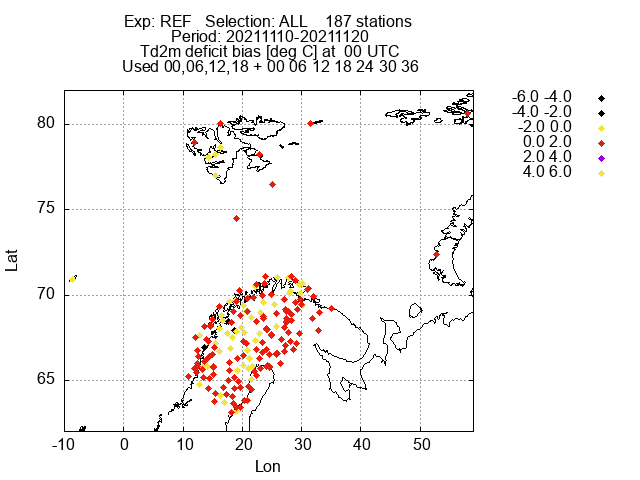 Exp: REF   Selection: ALL    187 stations
Period: 20211110-20211120
Td2m deficit bias [deg C] at  00 UTC
Used 00,06,12,18 + 00 06 12 18 24 30 36
-6.0 -4.0
-4.0 -2.0
-2.0 0.0
0.0 2.0
2.0 4.0
4.0 6.0
80
75
70
65
Lat
-10 0 10 20 30 40 50
Lon